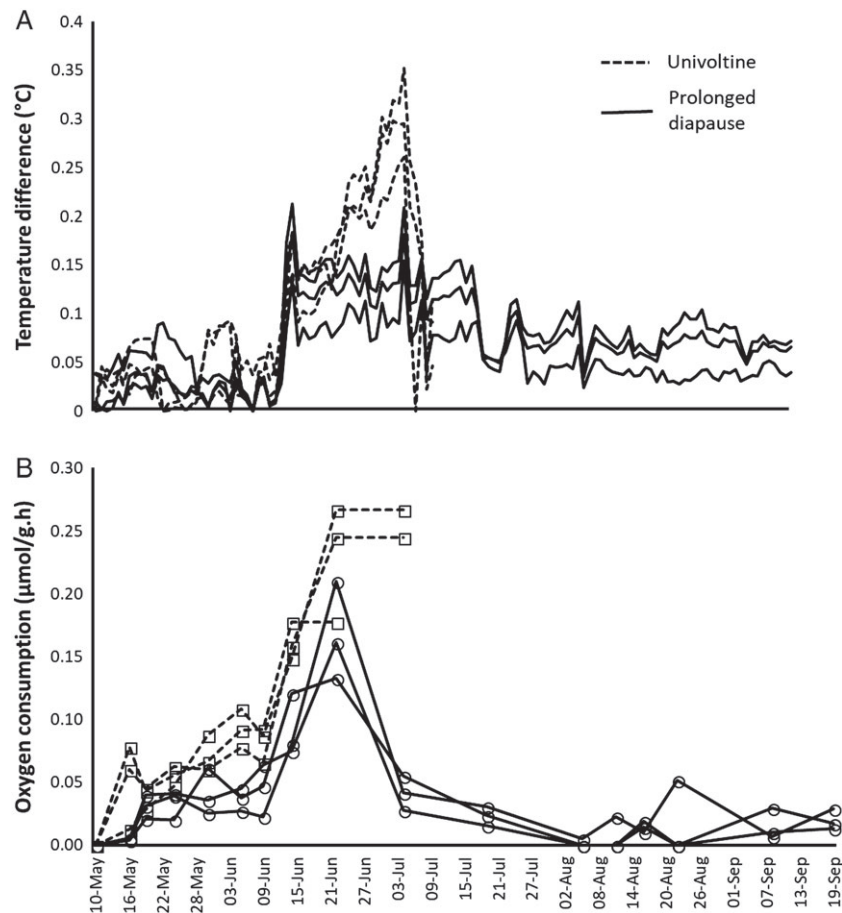 A
Temperature difference (°C)
0.4
0.35
0.3
0.25
0.2
0.15
0.1
0.05
0
Univoltine
Prolonged
diapause
B
Oxygen consumption (µmol/g.h)
0.30
0.25
0.20
0.15
0.10
0.05
0.00
10-May
16-May
22-May
28-May
03-Jun
09-Jun
15-Jun
21-Jun
27-Jun
03-Jul
09-Jul
15-Jul
21-Jul
27-Jul
02-Aug
08-Aug
14-Aug
20-Aug
26-Aug
01-Sep
07-Sep
13-Sep
19-Sep